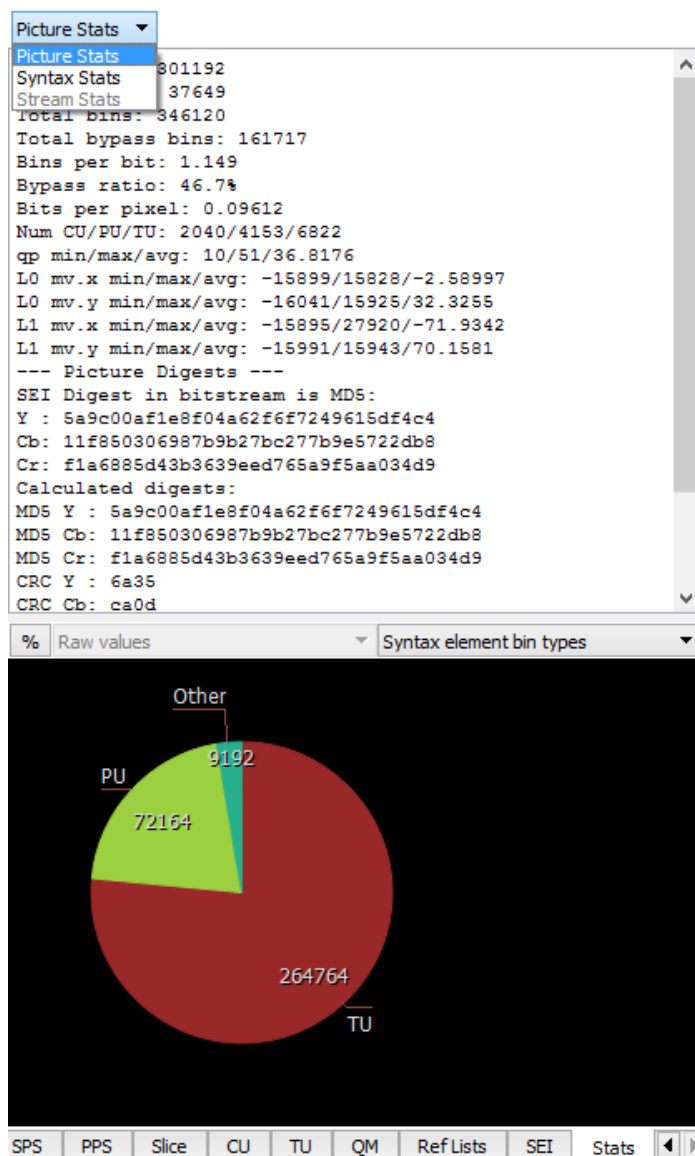 Picture Stats
Picture Stats
Syntax Stats
Stream Stats
301192
37649
Total bins: 346120
Total bypass bins: 161717
Bins per bit: 1.149
Bypass ratio: 46.7%
Bits per pixel: 0.09612
Num CU/PU/TU: 2040/4153/6822
qp min/max/avg: 10/51/36.8176
L0 mv.x min/max/avg: -15899/15828/-2.58997
L0 mv.y min/max/avg: -16041/15925/32.3255
L1 mv.x min/max/avg: -15895/27920/-71.9342
L1 mv.y min/max/avg: -15991/15943/70.1581
--- Picture Digests ---
SEI Digest in bitstream is MD5:
Y : 5a9c00af1e8f04a62f6f7249615df4c4
Cb: 11f850306987b9b27bc277b9e5722db8
Cr: f1a6885d43b3639eed765a9f5aa034d9
Calculated digests:
MD5 Y : 5a9c00af1e8f04a62f6f7249615df4c4
MD5 Cb: 11f850306987b9b27bc277b9e5722db8
MD5 Cr: f1a6885d43b3639eed765a9f5aa034d9
CRC Y : 6a35
CRC Cb: ca0d
% Raw values Syntax element bin types
Other
9192
PU
72164
264764
TU
SPS PPS Slice CU TU QM Ref Lists SEI Stats